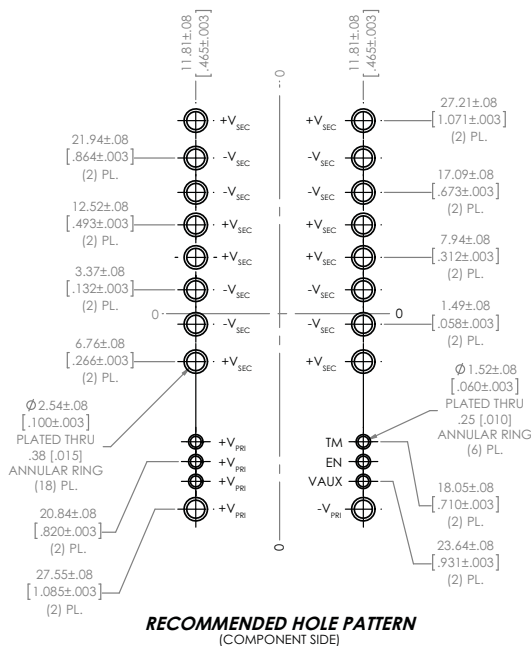 11.81±.08
[.465±.003]
11.81±.08
[.465±.003]
0
+VSEC
+VSEC
27.21±.08
[1.071±.003]
(2) PL.
21.94±.08
[.864±.003]
(2) PL.
-VSEC
-VSEC
-VSEC
-VSEC
17.09±.08
[.673±.003]
(2) PL.
12.52±.08
[.493±.003]
(2) PL.
+VSEC
+VSEC
+VSEC
+VSEC
7.94±.08
[.312±.003]
(2) PL.
3.37±.08
[.132±.003]
(2) PL.
-VSEC
-VSEC
0
0
-VSEC
-VSEC
1.49±.08
[.058±.003]
(2) PL.
6.76±.08
[.266±.003]
(2) PL.
+VSEC
+VSEC
Ø 2.54±.08
[.100±.003]
PLATED THRU
.38 [.015]
ANNULAR RING
(18) PL.
Ø 1.52±.08
[.060±.003]
PLATED THRU
.25 [.010]
ANNULAR RING
(6) PL.
+VPRI
TM
+VPRI
EN
+VPRI
VAUX
+VPRI
-VPRI
18.05±.08
[.710±.003]
(2) PL.
20.84±.08
[.820±.003]
(2) PL.
23.64±.08
[.931±.003]
(2) PL.
27.55±.08
[1.085±.003]
(2) PL.
0
RECOMMENDED HOLE PATTERN
(COMPONENT SIDE)